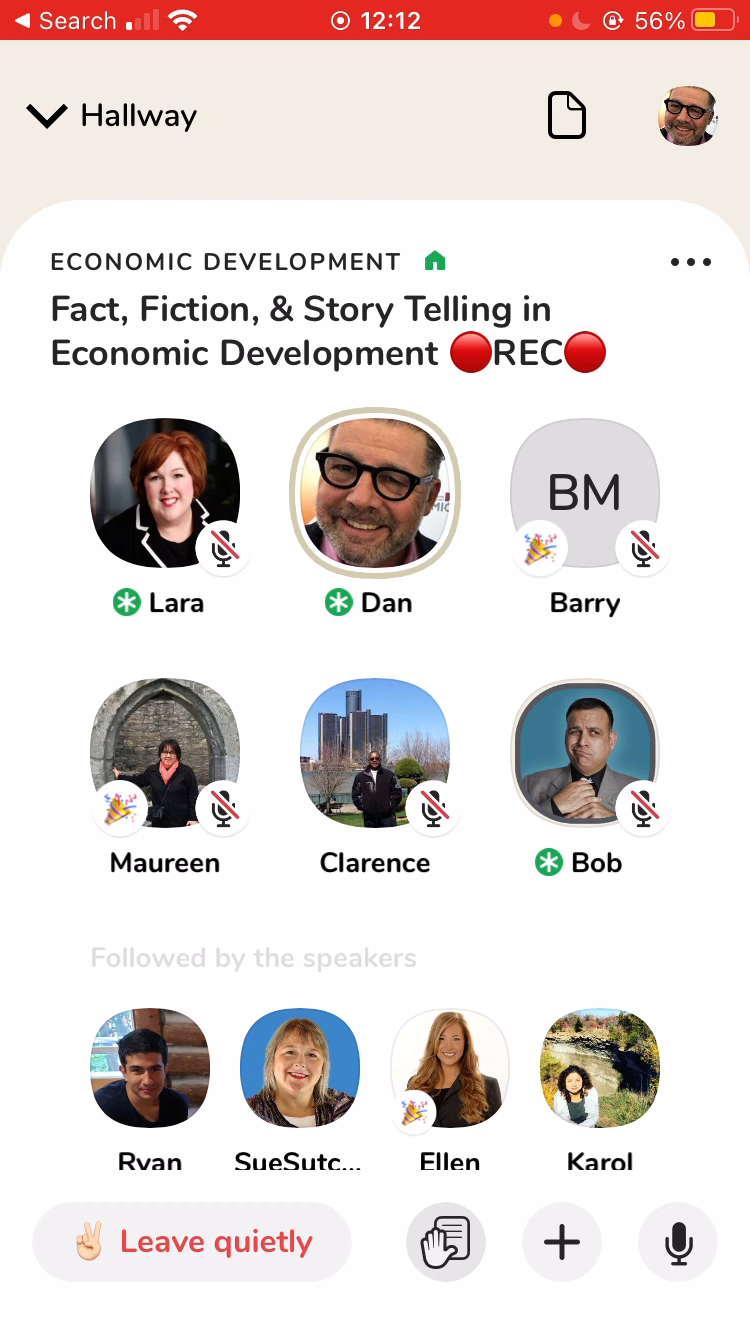 Search 12:12 56%
Hallway
ECONOMIC DEVELOPMENT
Fact, Fiction, & Story Telling in
Economic Development 🔴REC🔴
BM
Lara Dan Barry
Maureen Clarence Bob
Followed by the speakers
Ryan SueSutc... Ellen Karol
✌🏻 Leave quietly